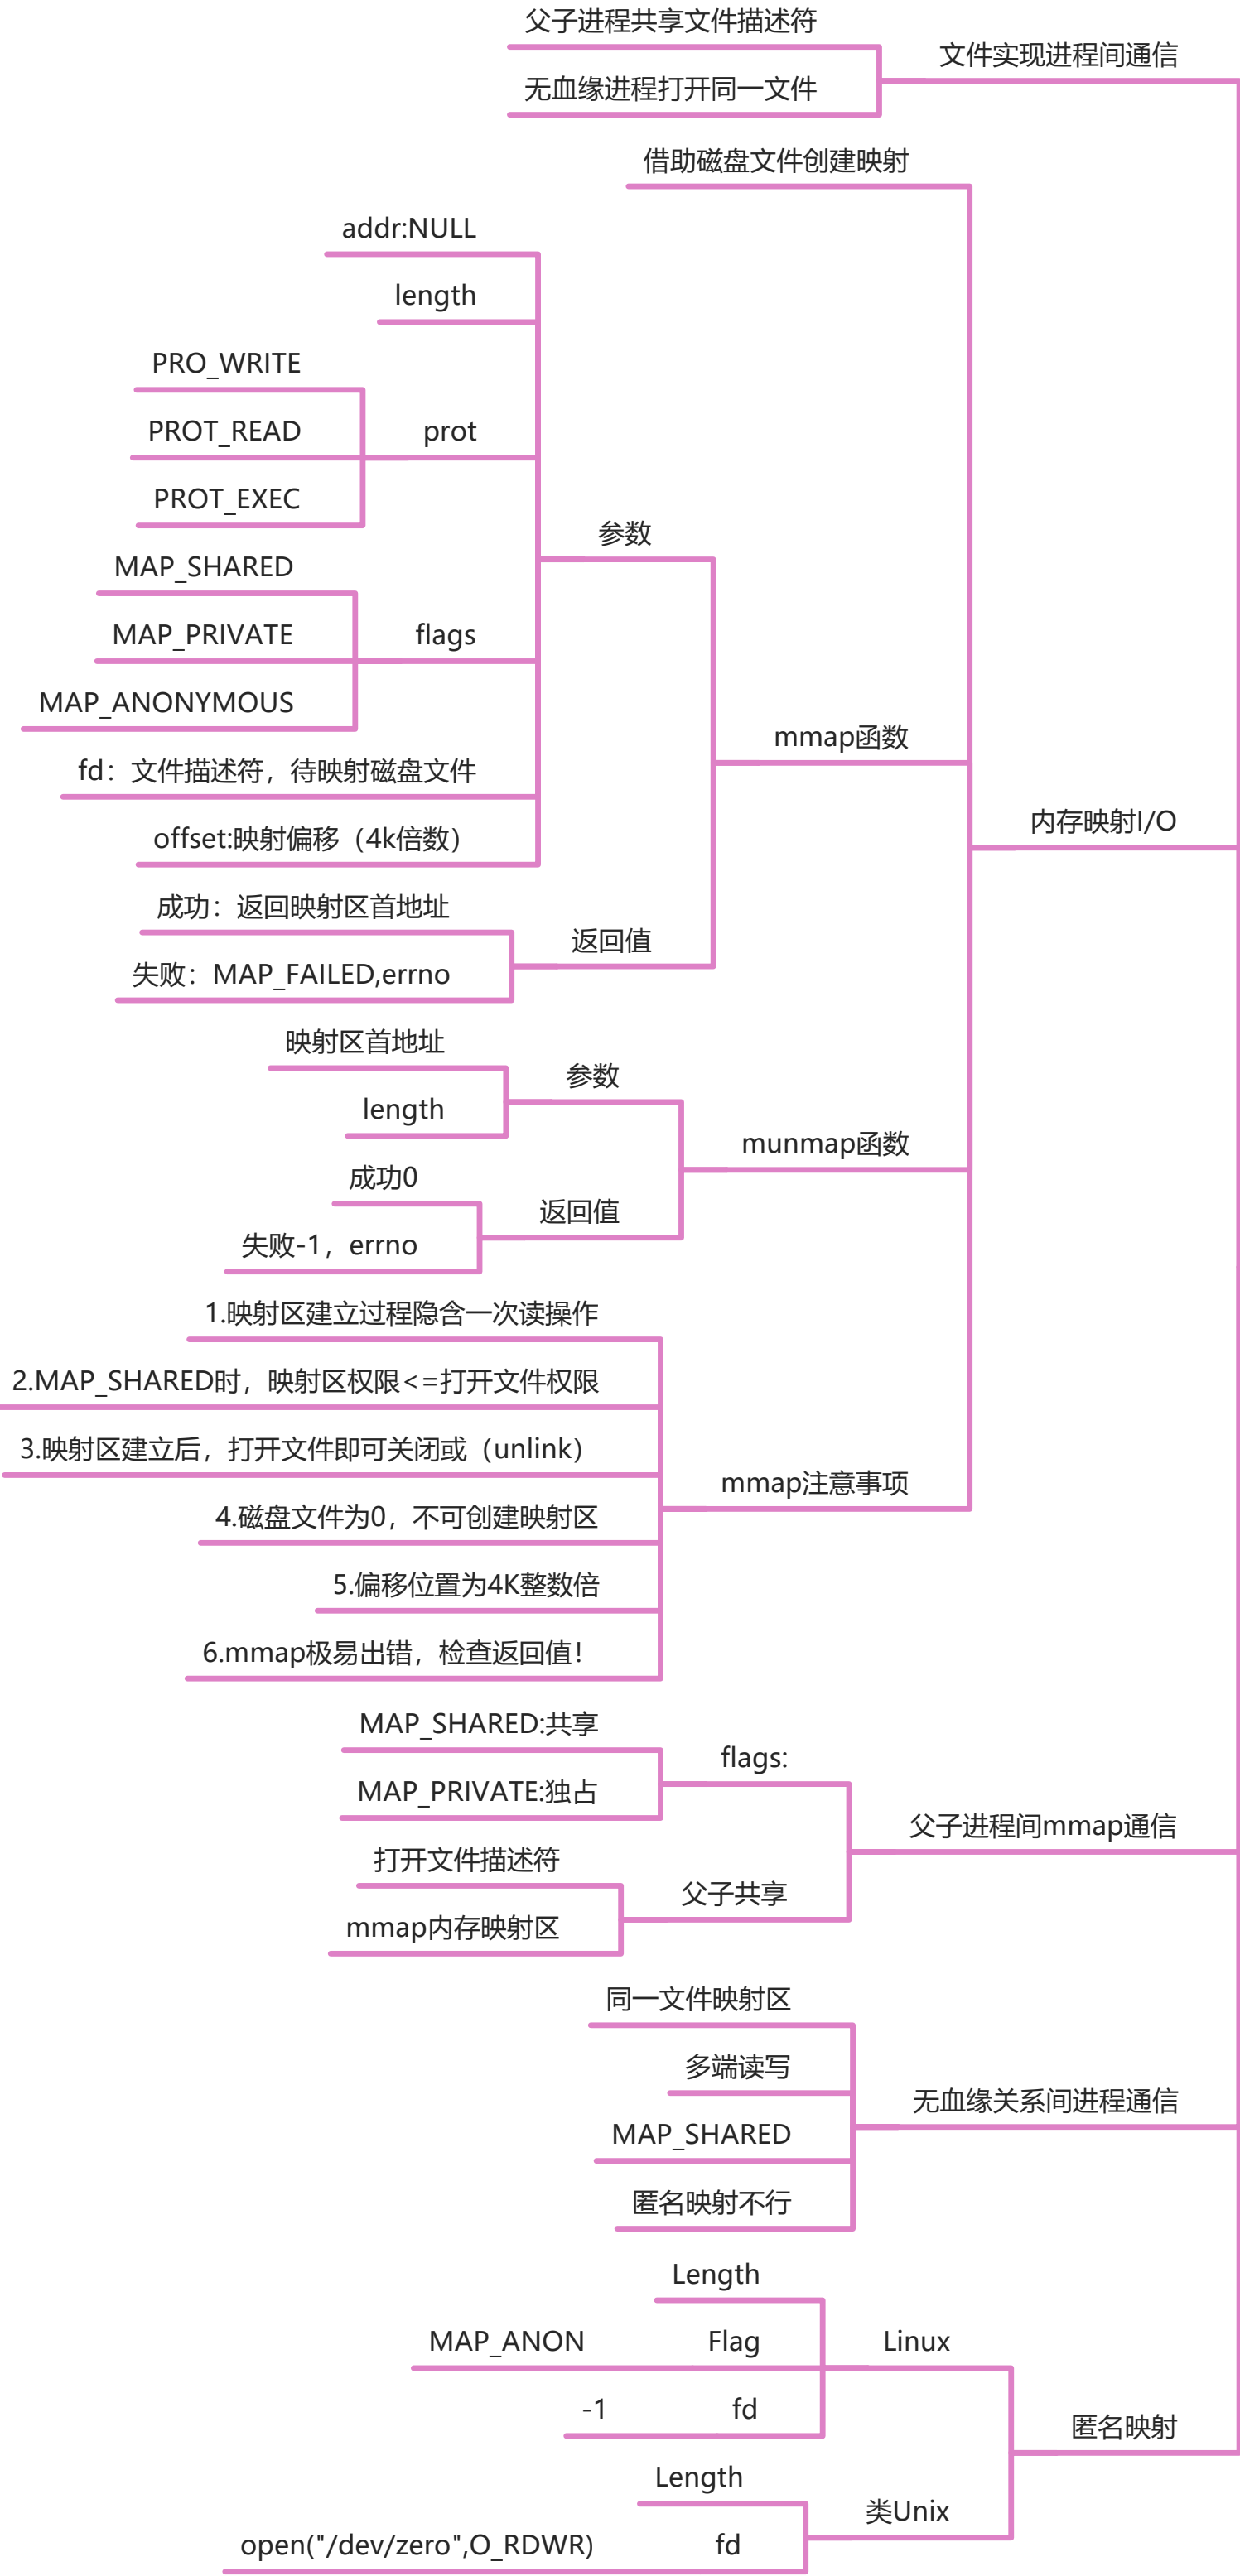 父子进程共享文件描述符
文件实现进程间通信
无血缘进程打开同一文件
借助磁盘文件创建映射
addr:NULL
length
PRO_WRITE
PROT_READ
prot
PROT_EXEC
参数
MAP_SHARED
MAP_PRIVATE
flags
MAP_ANONYMOUS
mmap函数
fd：文件描述符，待映射磁盘文件
内存映射I/O
offset:映射偏移（4k倍数）
成功：返回映射区首地址
返回值
失败：MAP_FAILED,errno
映射区首地址
参数
length
munmap函数
成功0
返回值
失败-1，errno
1.映射区建立过程隐含一次读操作
2.MAP_SHARED时，映射区权限<=打开文件权限
3.映射区建立后，打开文件即可关闭或（unlink）
mmap注意事项
4.磁盘文件为0，不可创建映射区
5.偏移位置为4K整数倍
6.mmap极易出错，检查返回值！
MAP_SHARED:共享
flags:
MAP_PRIVATE:独占
父子进程间mmap通信
打开文件描述符
父子共享
mmap内存映射区
同一文件映射区
多端读写
无血缘关系间进程通信
MAP_SHARED
匿名映射不行
Length
MAP_ANON
Flag
Linux
-1
fd
匿名映射
Length
类Unix
open("/dev/zero",O_RDWR)
fd